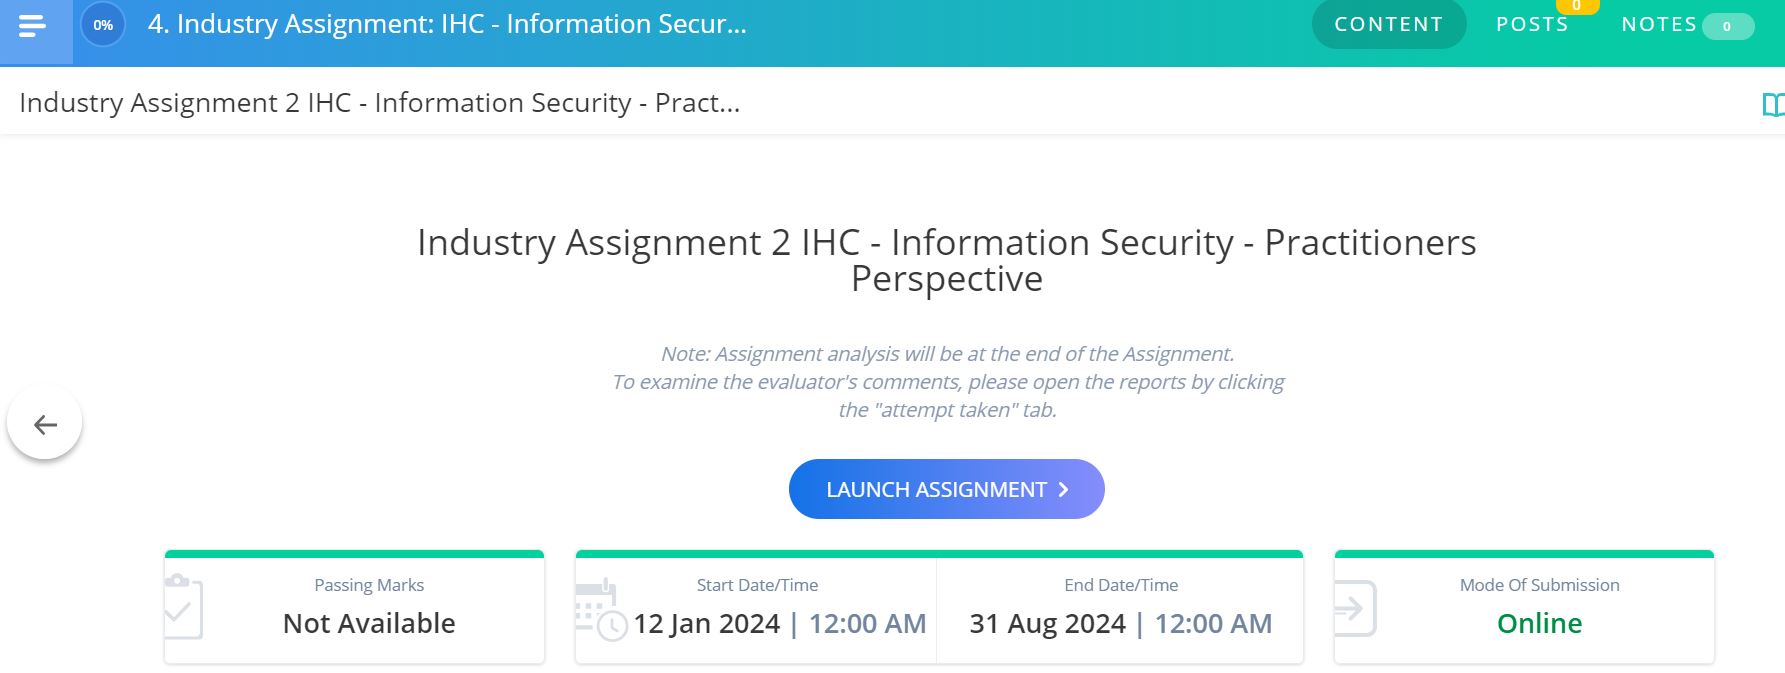 0%
4. Industry Assignment: IHC - Information Secur...
CONTENT
POSTS
0
NOTES
0
Industry Assignment 2 IHC - Information Security - Pract...
Industry Assignment 2 IHC - Information Security - Practitioners
Perspective
Note: Assignment analysis will be at the end of the Assignment.
To examine the evaluator's comments, please open the reports by clicking
the "attempt taken" tab.
LAUNCH ASSIGNMENT
Passing Marks
Not Available
Start Date/Time
12 Jan 2024 | 12:00 AM
End Date/Time
31 Aug 2024 | 12:00 AM
Mode Of Submission
Online